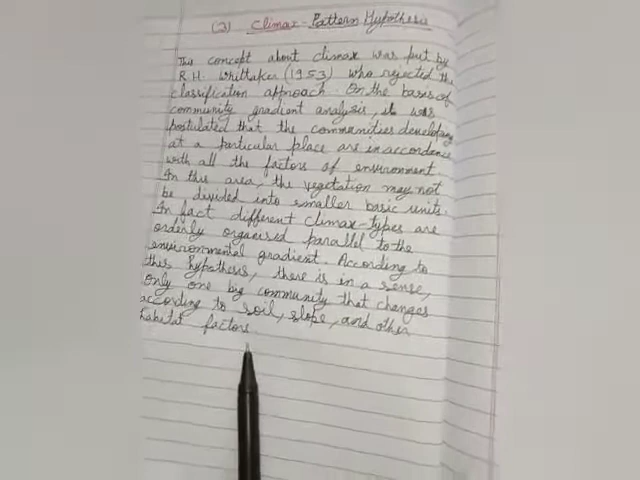 (3) Climax-Pattern Hypothesis
This concept about climax was put by
R.H. Whittaker (1953) who rejected the
classification approach. On the basis of
community gradient analysis, it was
postulated that the communities developing
at a particular place are in accordance
with all the factors of environment.
In this area, the vegetation may not
be divided into smaller basic units.
In fact different climax-types are
orderly organised parallel to the
environmental gradient. According to
this hypothesis, there is in a sense,
only one big community that changes
according to soil, slope, and other
habitat factors.